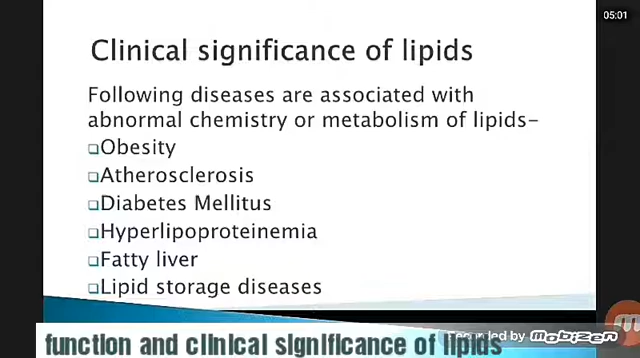 05:01
Clinical significance of lipids
Following diseases are associated with
abnormal chemistry or metabolism of lipids-
Obesity
Atherosclerosis
Diabetes Mellitus
Hyperlipoproteinemia
Fatty liver
Lipid storage diseases
Recorded by mobizen
function and clinical significance of lipids